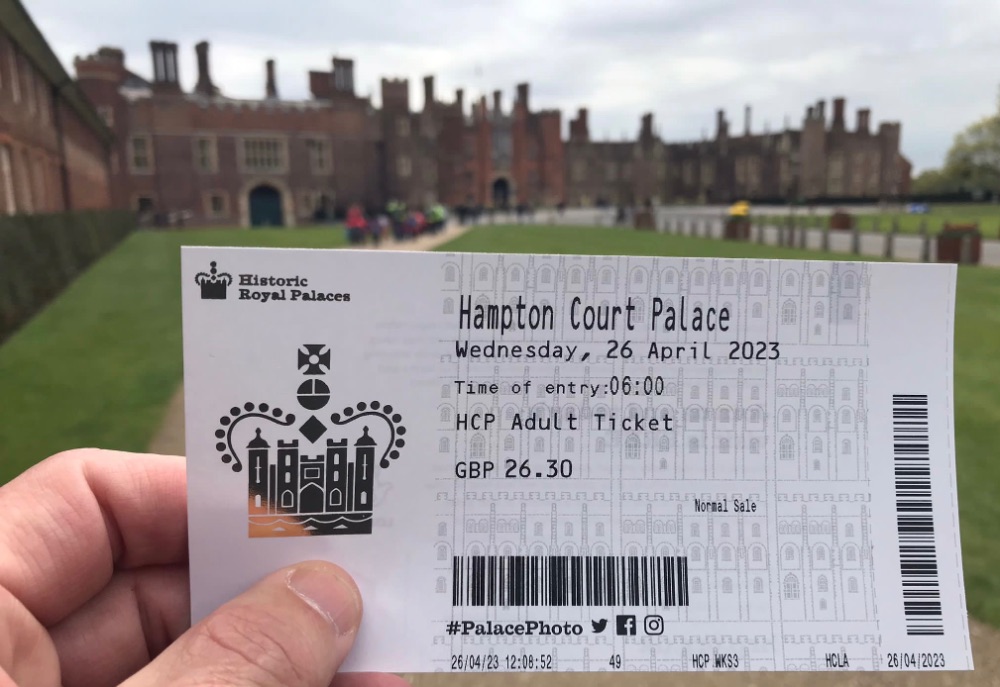 Historic
Royal Palaces
Hampton Court Palace
Wednesday, 26 April 2023
Time of entry:06:00
HCP Adult Ticket
GBP 26.30
Normal Sale
#PalacePhoto
26/04/23 12:08:52 49 HCP WKS3 HCLA 26/04/2023